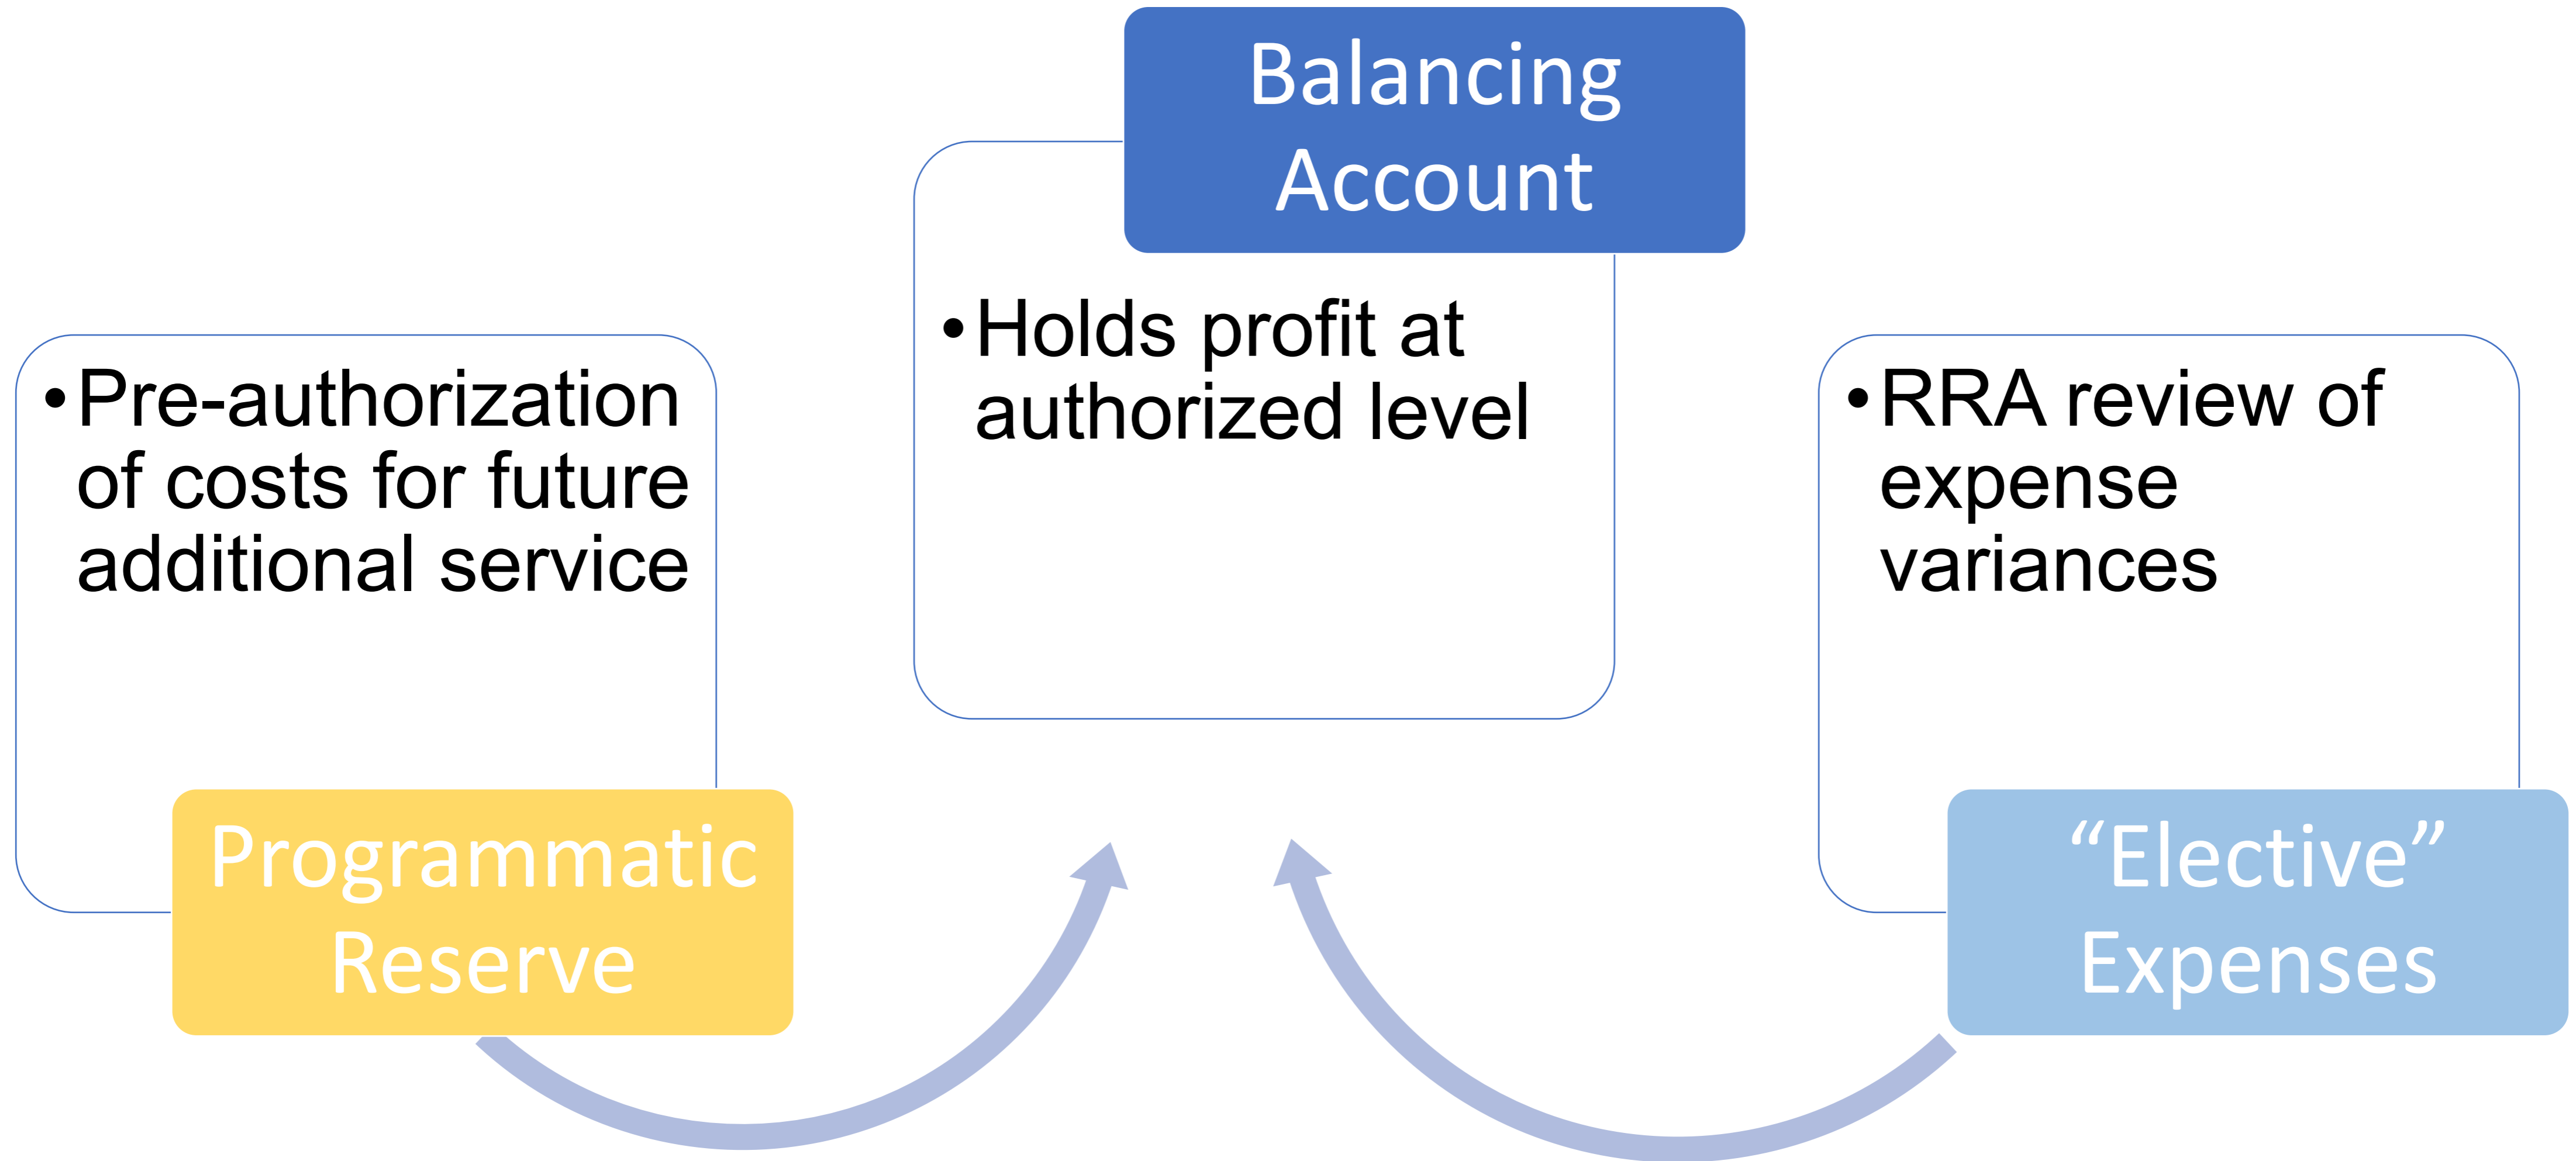 •Pre-authorization
of costs for future
additional service
Programmatic
Reserve
Balancing
Account
•Holds profit at
authorized level
•RRA review of
expense
variances
“Elective”
Expenses